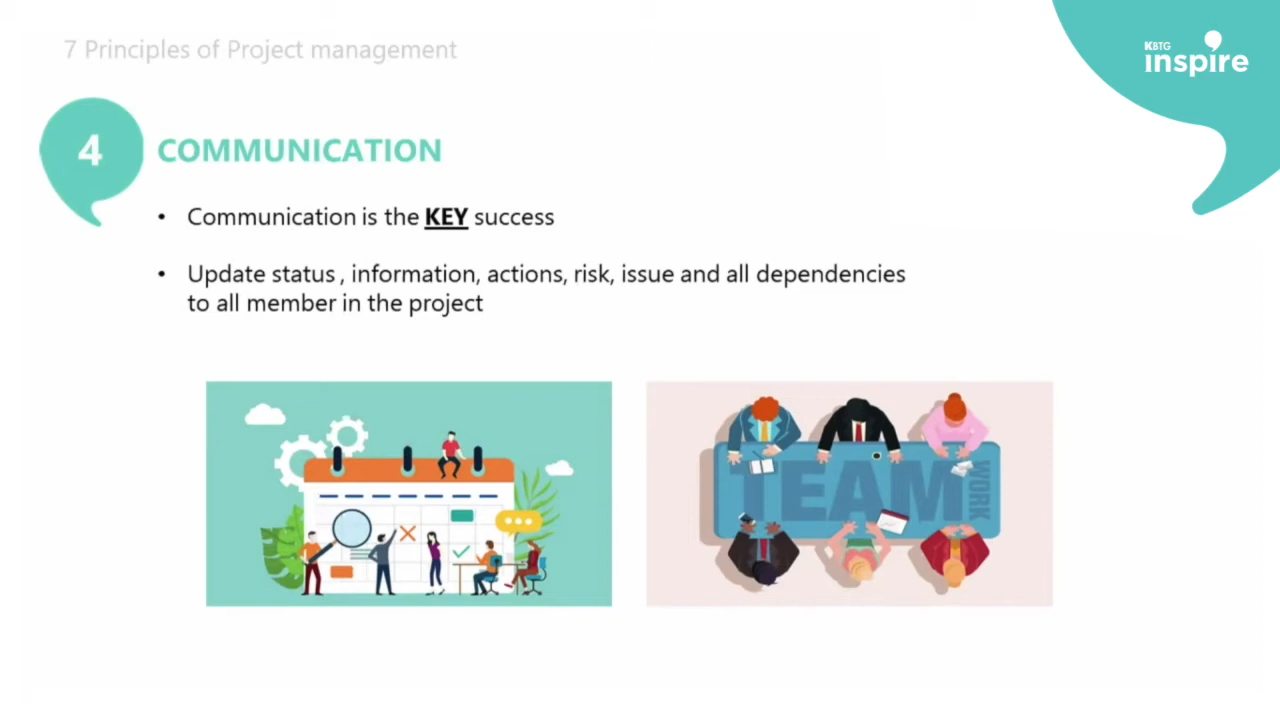 7 Principles of Project management
KBTG
inspire
4
COMMUNICATION
• Communication is the KEY success
• Update status , information, actions, risk, issue and all dependencies
to all member in the project
TEAM
WORK